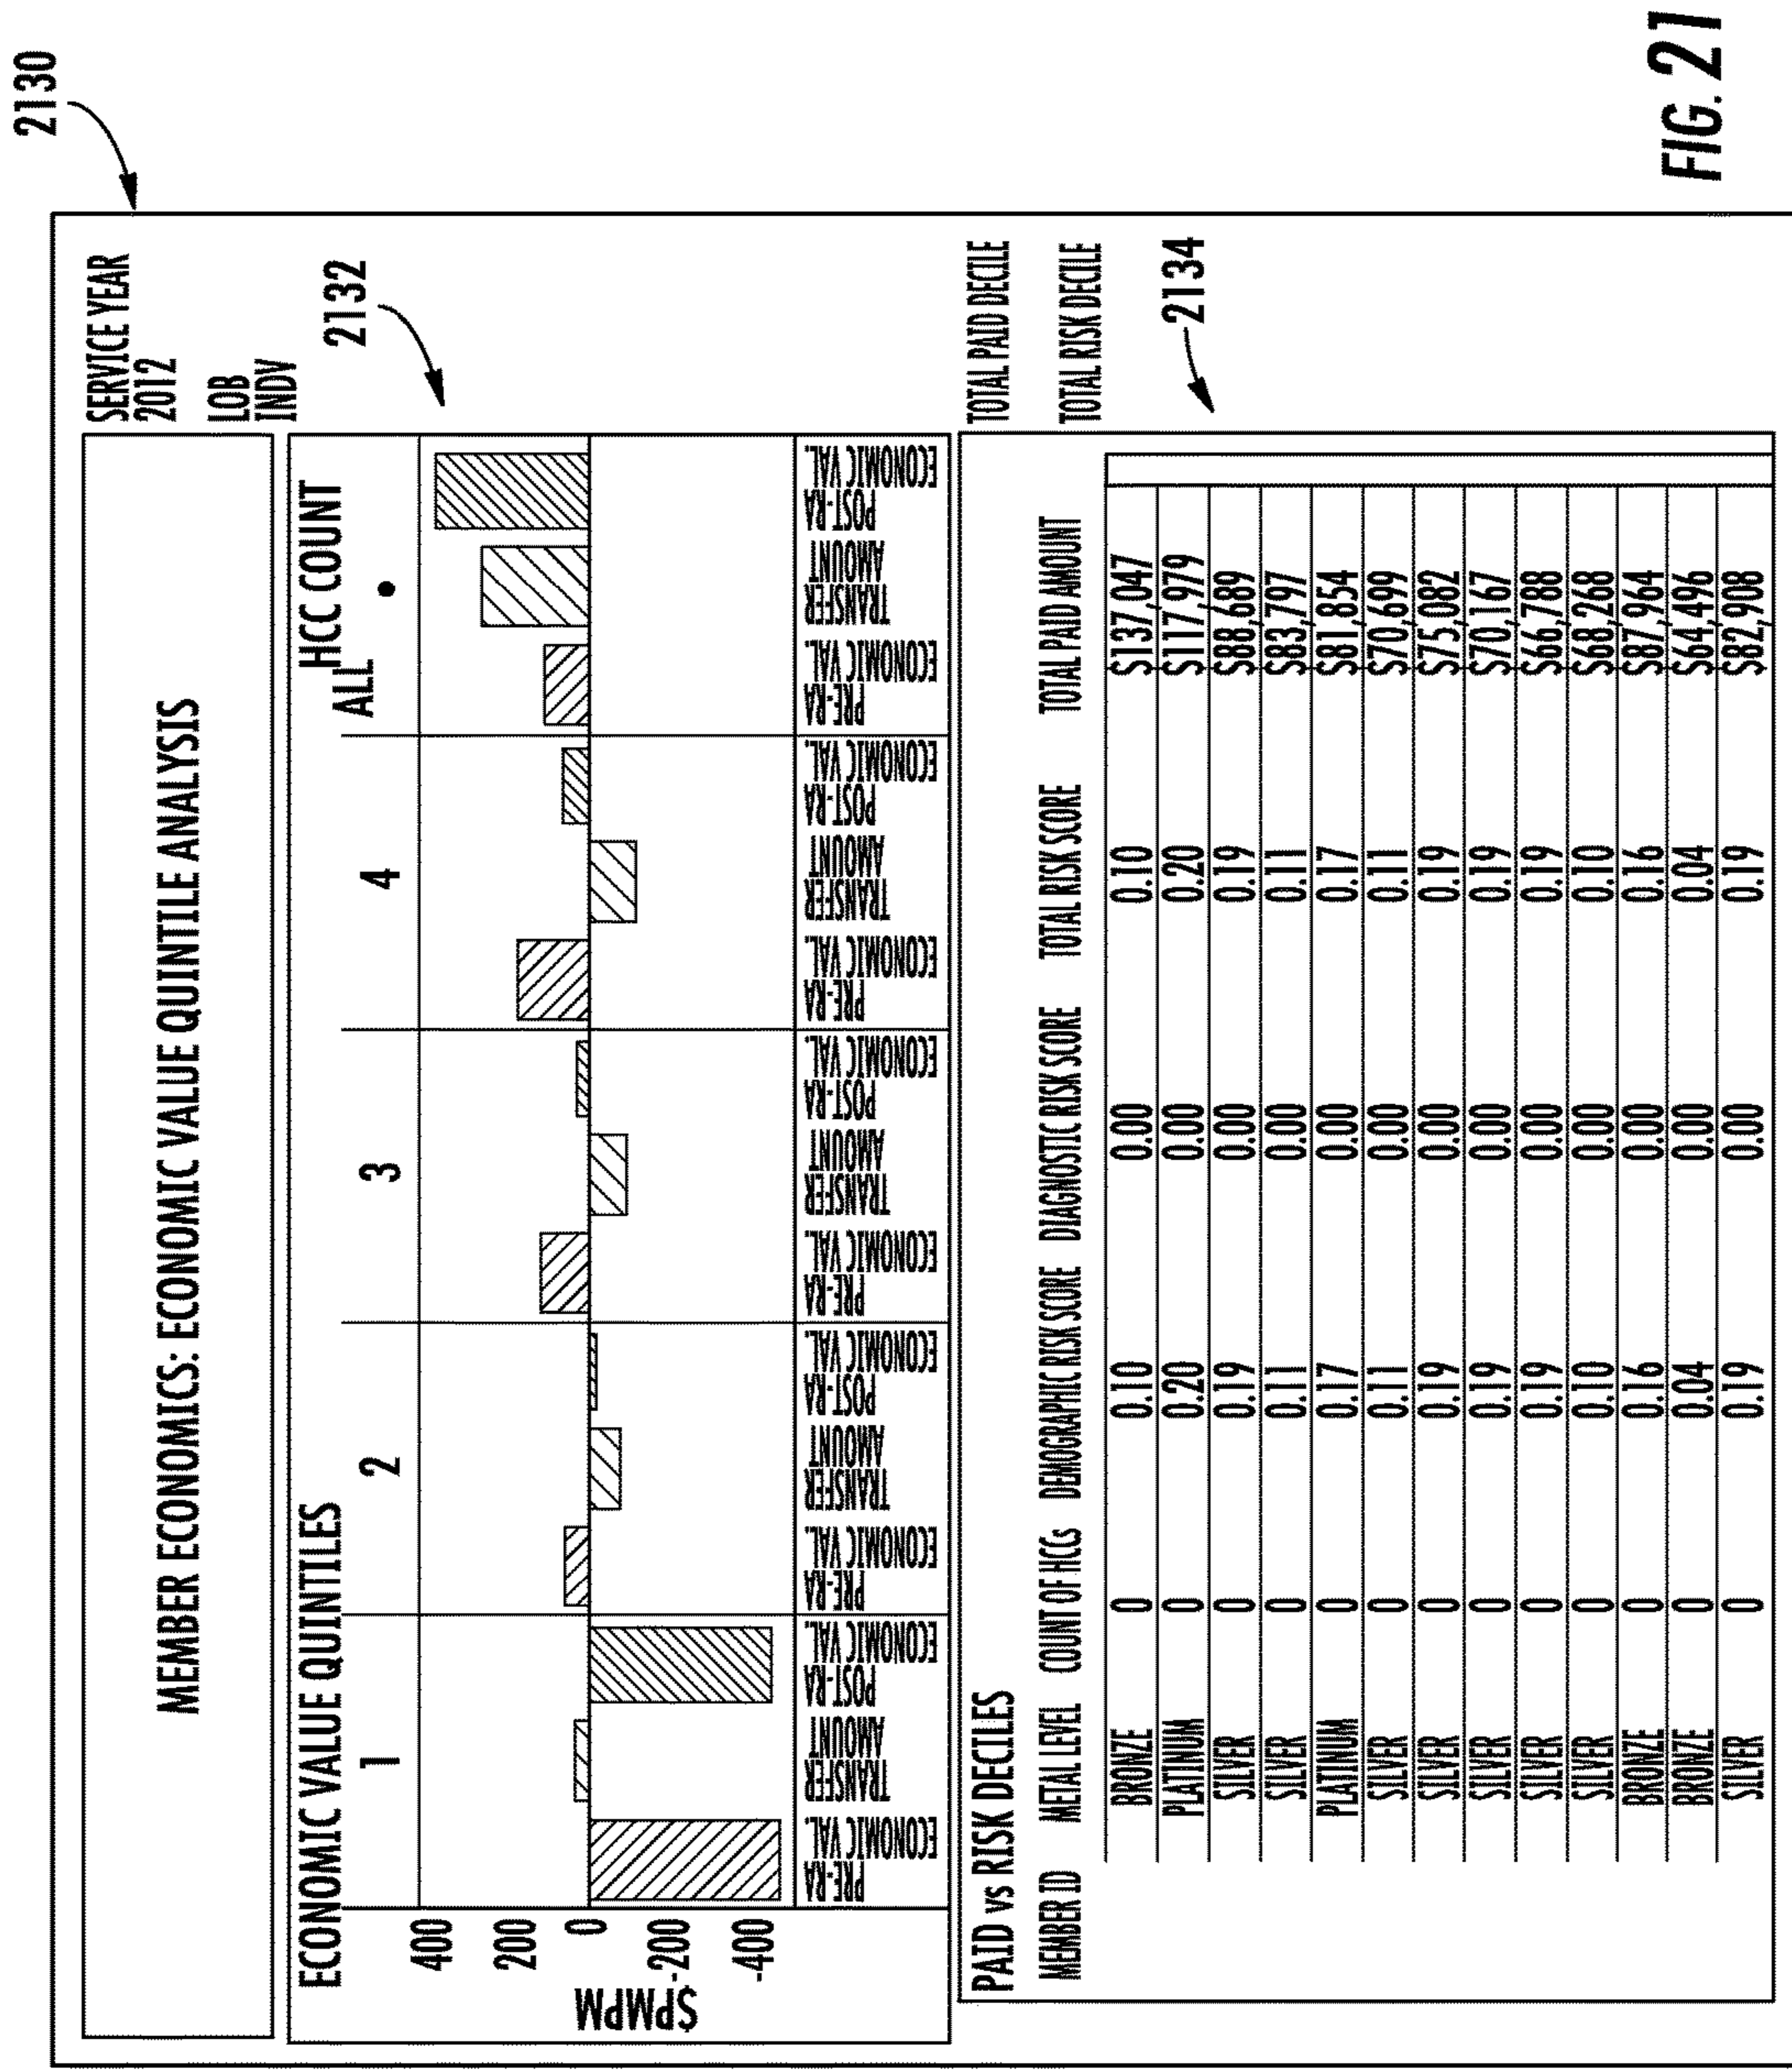 2130
MEMBER ECONOMICS: ECONOMIC VALUE QUINTILE ANALYSIS
SERVICE YEAR
2012
LOB
INDV
ECONOMIC VALUE QUINTILES
HCC COUNT
1 2 3 4 ALL
2132
$PMPM
400
200
0
-200
-400
PRE-RA ECONOMIC VAL. TRANSFER AMOUNT POST-RA ECONOMIC VAL. PRE-RA ECONOMIC VAL. TRANSFER AMOUNT POST-RA ECONOMIC VAL. PRE-RA ECONOMIC VAL. TRANSFER AMOUNT POST-RA ECONOMIC VAL. PRE-RA ECONOMIC VAL. TRANSFER AMOUNT POST-RA ECONOMIC VAL. PRE-RA ECONOMIC VAL. TRANSFER AMOUNT POST-RA ECONOMIC VAL.
PAID vs RISK DECILES
TOTAL PAID DECILE
TOTAL RISK DECILE
2134
MEMBER ID METAL LEVEL COUNT OF HCCs DEMOGRAPHIC RISK SCORE DIAGNOSTIC RISK SCORE TOTAL RISK SCORE TOTAL PAID AMOUNT
BRONZE 0 0.10 0.00 0.10 $137,047
PLATINUM 0 0.20 0.00 0.20 $117,979
SILVER 0 0.19 0.00 0.19 $88,689
SILVER 0 0.11 0.00 0.11 $83,797
PLATINUM 0 0.17 0.00 0.17 $81,854
SILVER 0 0.11 0.00 0.11 $70,699
SILVER 0 0.19 0.00 0.19 $75,082
SILVER 0 0.19 0.00 0.19 $70,167
SILVER 0 0.19 0.00 0.19 $66,788
SILVER 0 0.10 0.00 0.10 $68,268
BRONZE 0 0.16 0.00 0.16 $87,964
BRONZE 0 0.04 0.00 0.04 $64,496
SILVER 0 0.19 0.00 0.19 $82,908
FIG. 21